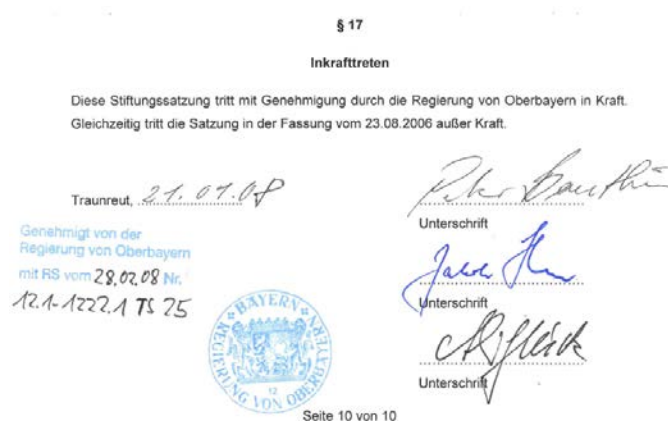 § 17
Inkrafttreten
Diese Stiftungssatzung tritt mit Genehmigung durch die Regierung von Oberbayern in Kraft.
Gleichzeitig tritt die Satzung in der Fassung vom 23.08.2006 außer Kraft.
Traunreut, 21.01.08
Unterschrift
Genehmigt von der
Regierung von Oberbayern
mit RS vom 28.02.08 Nr.
12.1-1222.1 TS 25
Unterschrift
BAYERN
REGIERUNG VON OBERBAYERN
12
Unterschrift
Seite 10 von 10